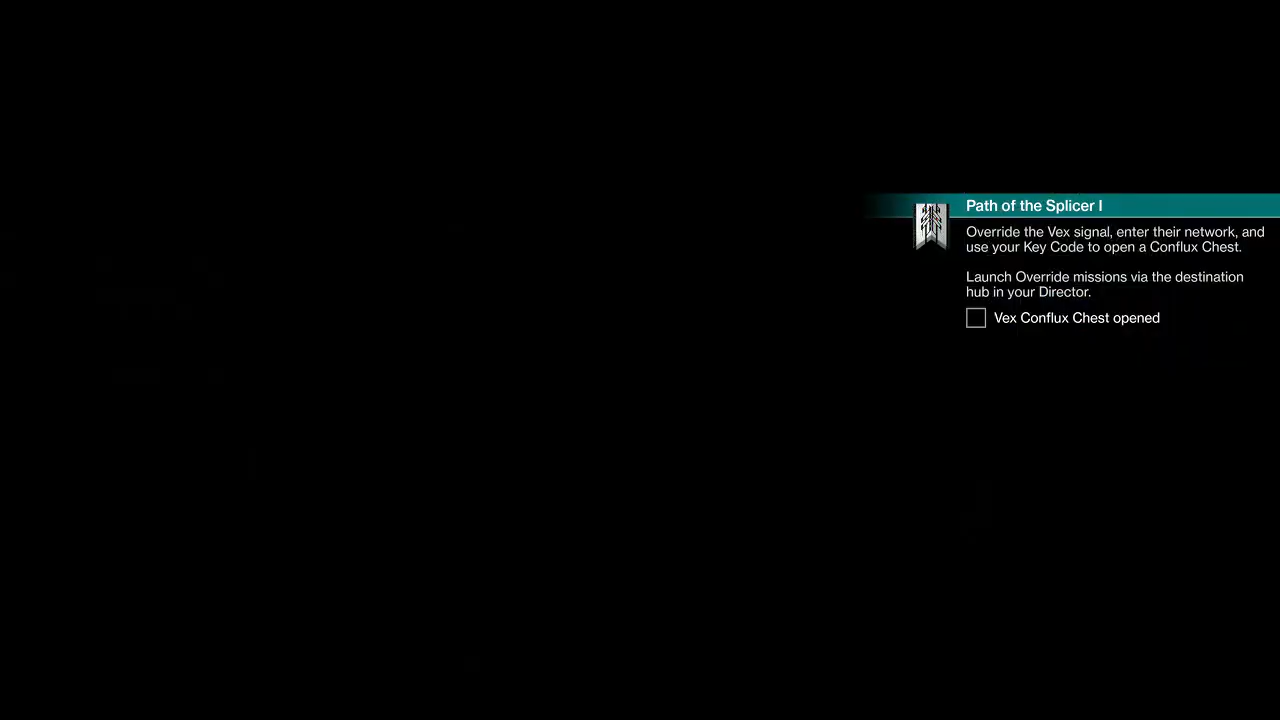 Path of the Splicer I
Override the Vex signal, enter their network, and
use your Key Code to open a Conflux Chest.
Launch Override missions via the destination
hub in your Director.
Vex Conflux Chest opened